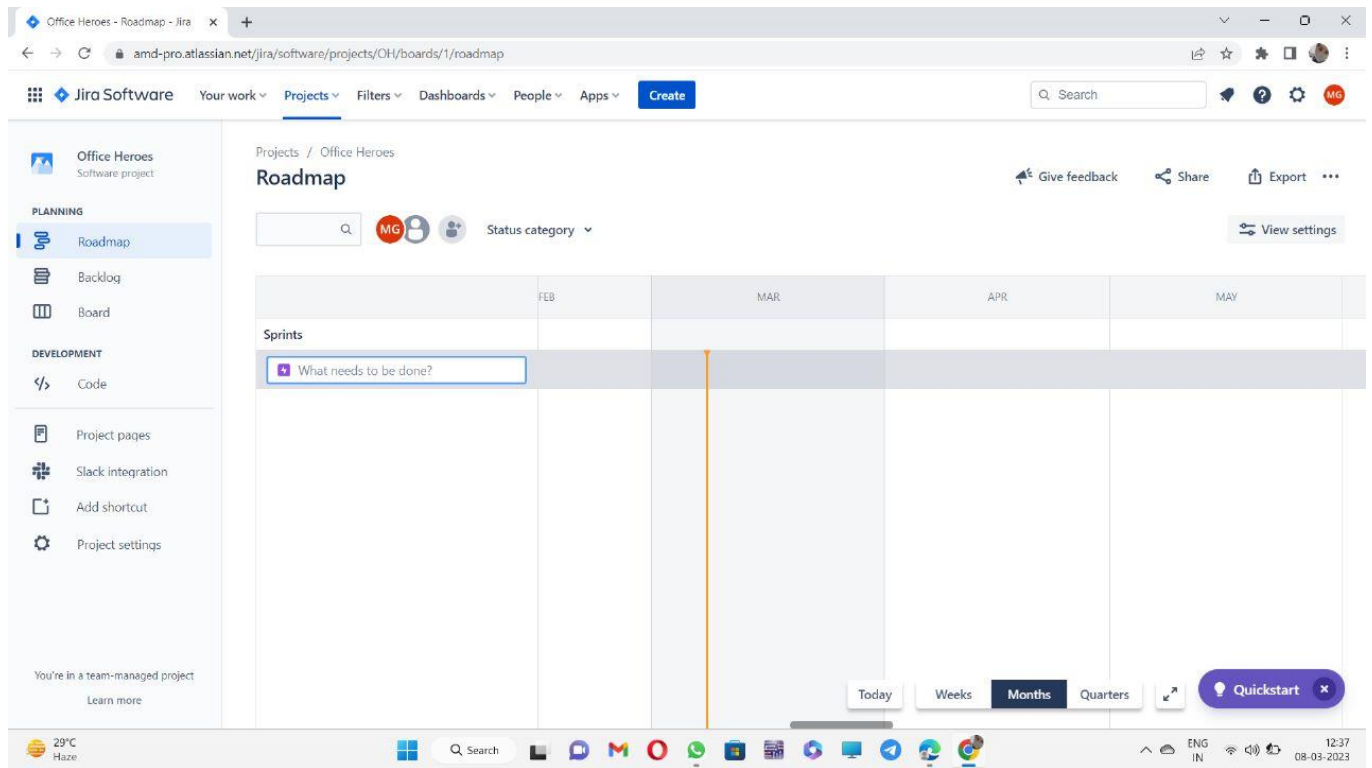 Office Heroes - Roadmap - Jira
amd-pro.atlassian.net/jira/software/projects/OH/boards/1/roadmap
Jira Software Your work Projects Filters Dashboards People Apps Create Search MG
Office Heroes
Software project
PLANNING
Roadmap
Backlog
Board
DEVELOPMENT
Code
Project pages
Slack integration
Add shortcut
Project settings
You're in a team-managed project
Learn more
Projects / Office Heroes
Roadmap
Give feedback Share Export
MG Status category View settings
FEB MAR APR MAY
Sprints
What needs to be done?
Today Weeks Months Quarters Quickstart
29°C
Haze
Search
ENG
IN
12:37
08-03-2023